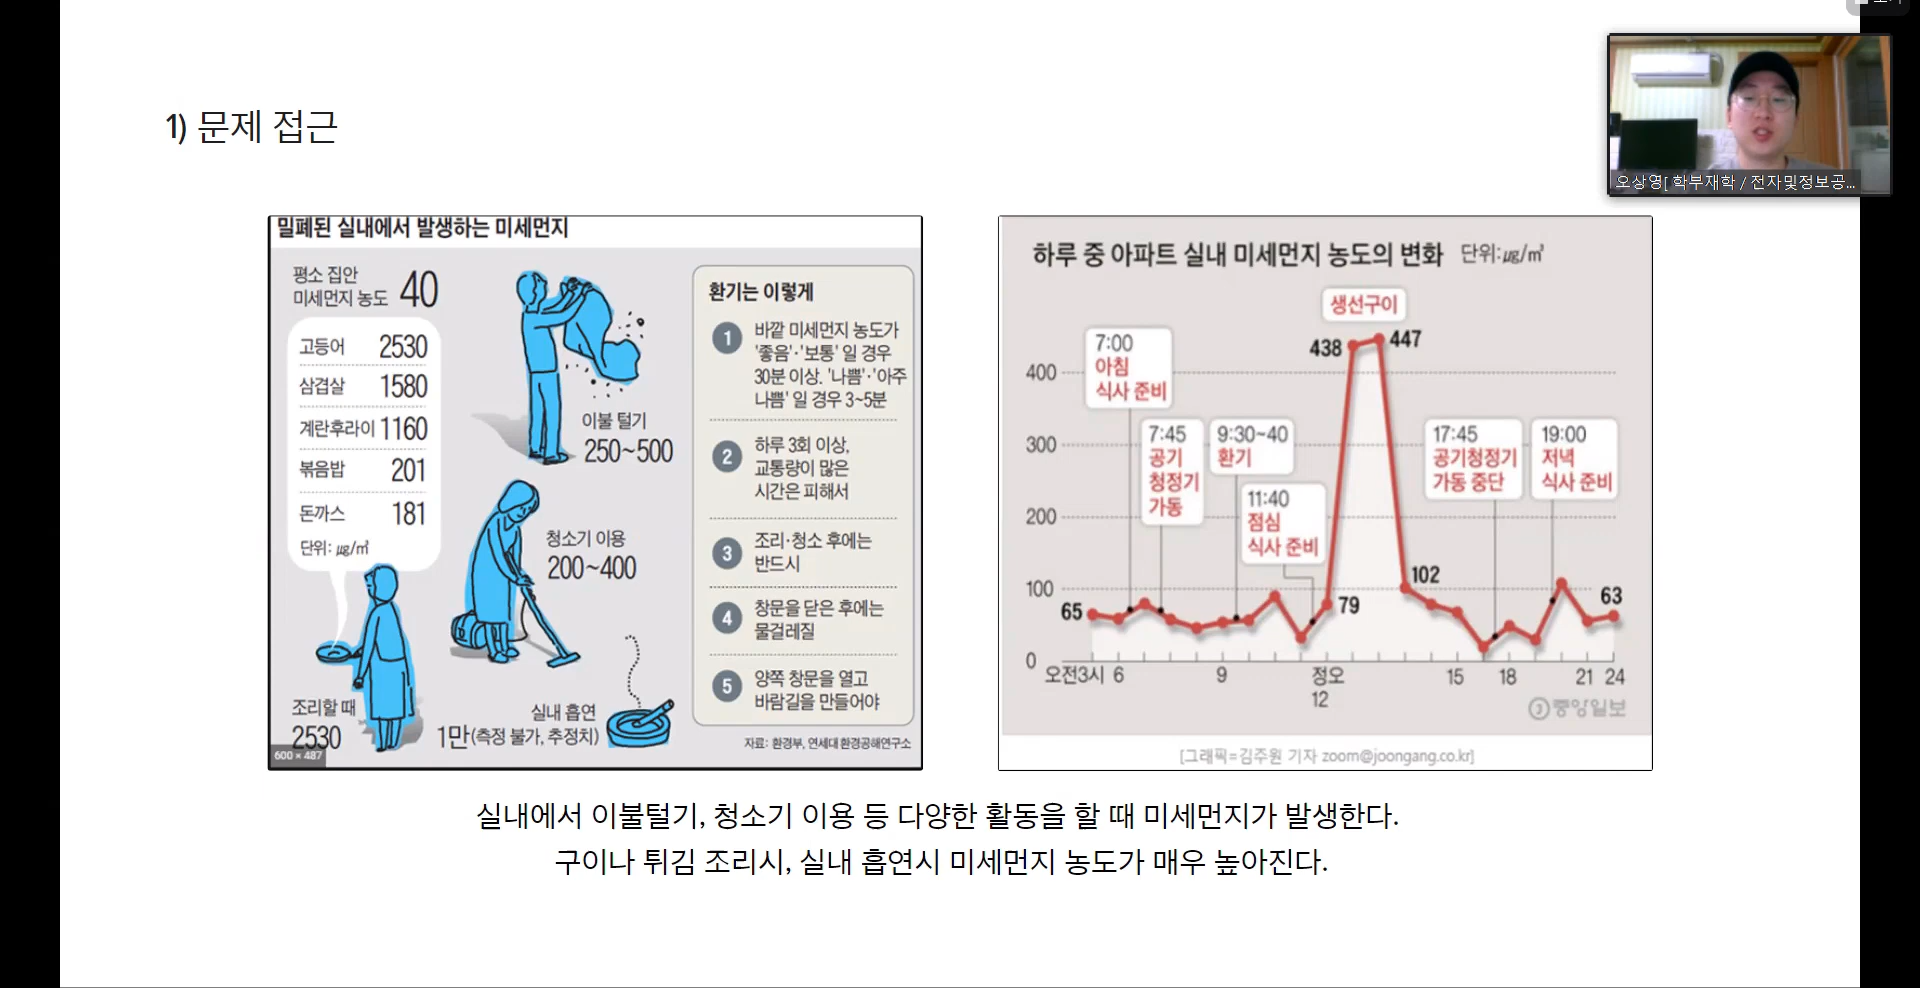 1) 문제 접근
오상영[ 학부재학 / 전자및정보공...
밀폐된 실내에서 발생하는 미세먼지
평소 집안
미세먼지 농도 40
고등어 2530
삼겹살 1580
계란후라이 1160
볶음밥 201
돈까스 181
단위: ㎍/㎥
조리할 때
2530
600 × 487
이불 털기
250~500
청소기 이용
200~400
실내 흡연
1만(측정 불가, 추정치)
환기는 이렇게
1 바깥 미세먼지 농도가
'좋음'·'보통' 일 경우
30분 이상. '나쁨'·'아주
나쁨' 일 경우 3~5분
2 하루 3회 이상,
교통량이 많은
시간은 피해서
3 조리·청소 후에는
반드시
4 창문을 닫은 후에는
물걸레질
5 양쪽 창문을 열고
바람길을 만들어야
자료: 환경부, 연세대 환경공해연구소
하루 중 아파트 실내 미세먼지 농도의 변화 단위:㎍/㎥
생선구이
438
447
7:00
아침
식사 준비
7:45
공기
청정기
가동
9:30~40
환기
11:40
점심
식사 준비
17:45
공기청정기
가동 중단
19:00
저녁
식사 준비
400
300
200
100
0
65
79
102
63
오전3시 6 9 정오 15 18 21 24
12
중앙일보
[그래픽=김주원 기자 zoom@joongang.co.kr]
실내에서 이불털기, 청소기 이용 등 다양한 활동을 할 때 미세먼지가 발생한다.
구이나 튀김 조리시, 실내 흡연시 미세먼지 농도가 매우 높아진다.